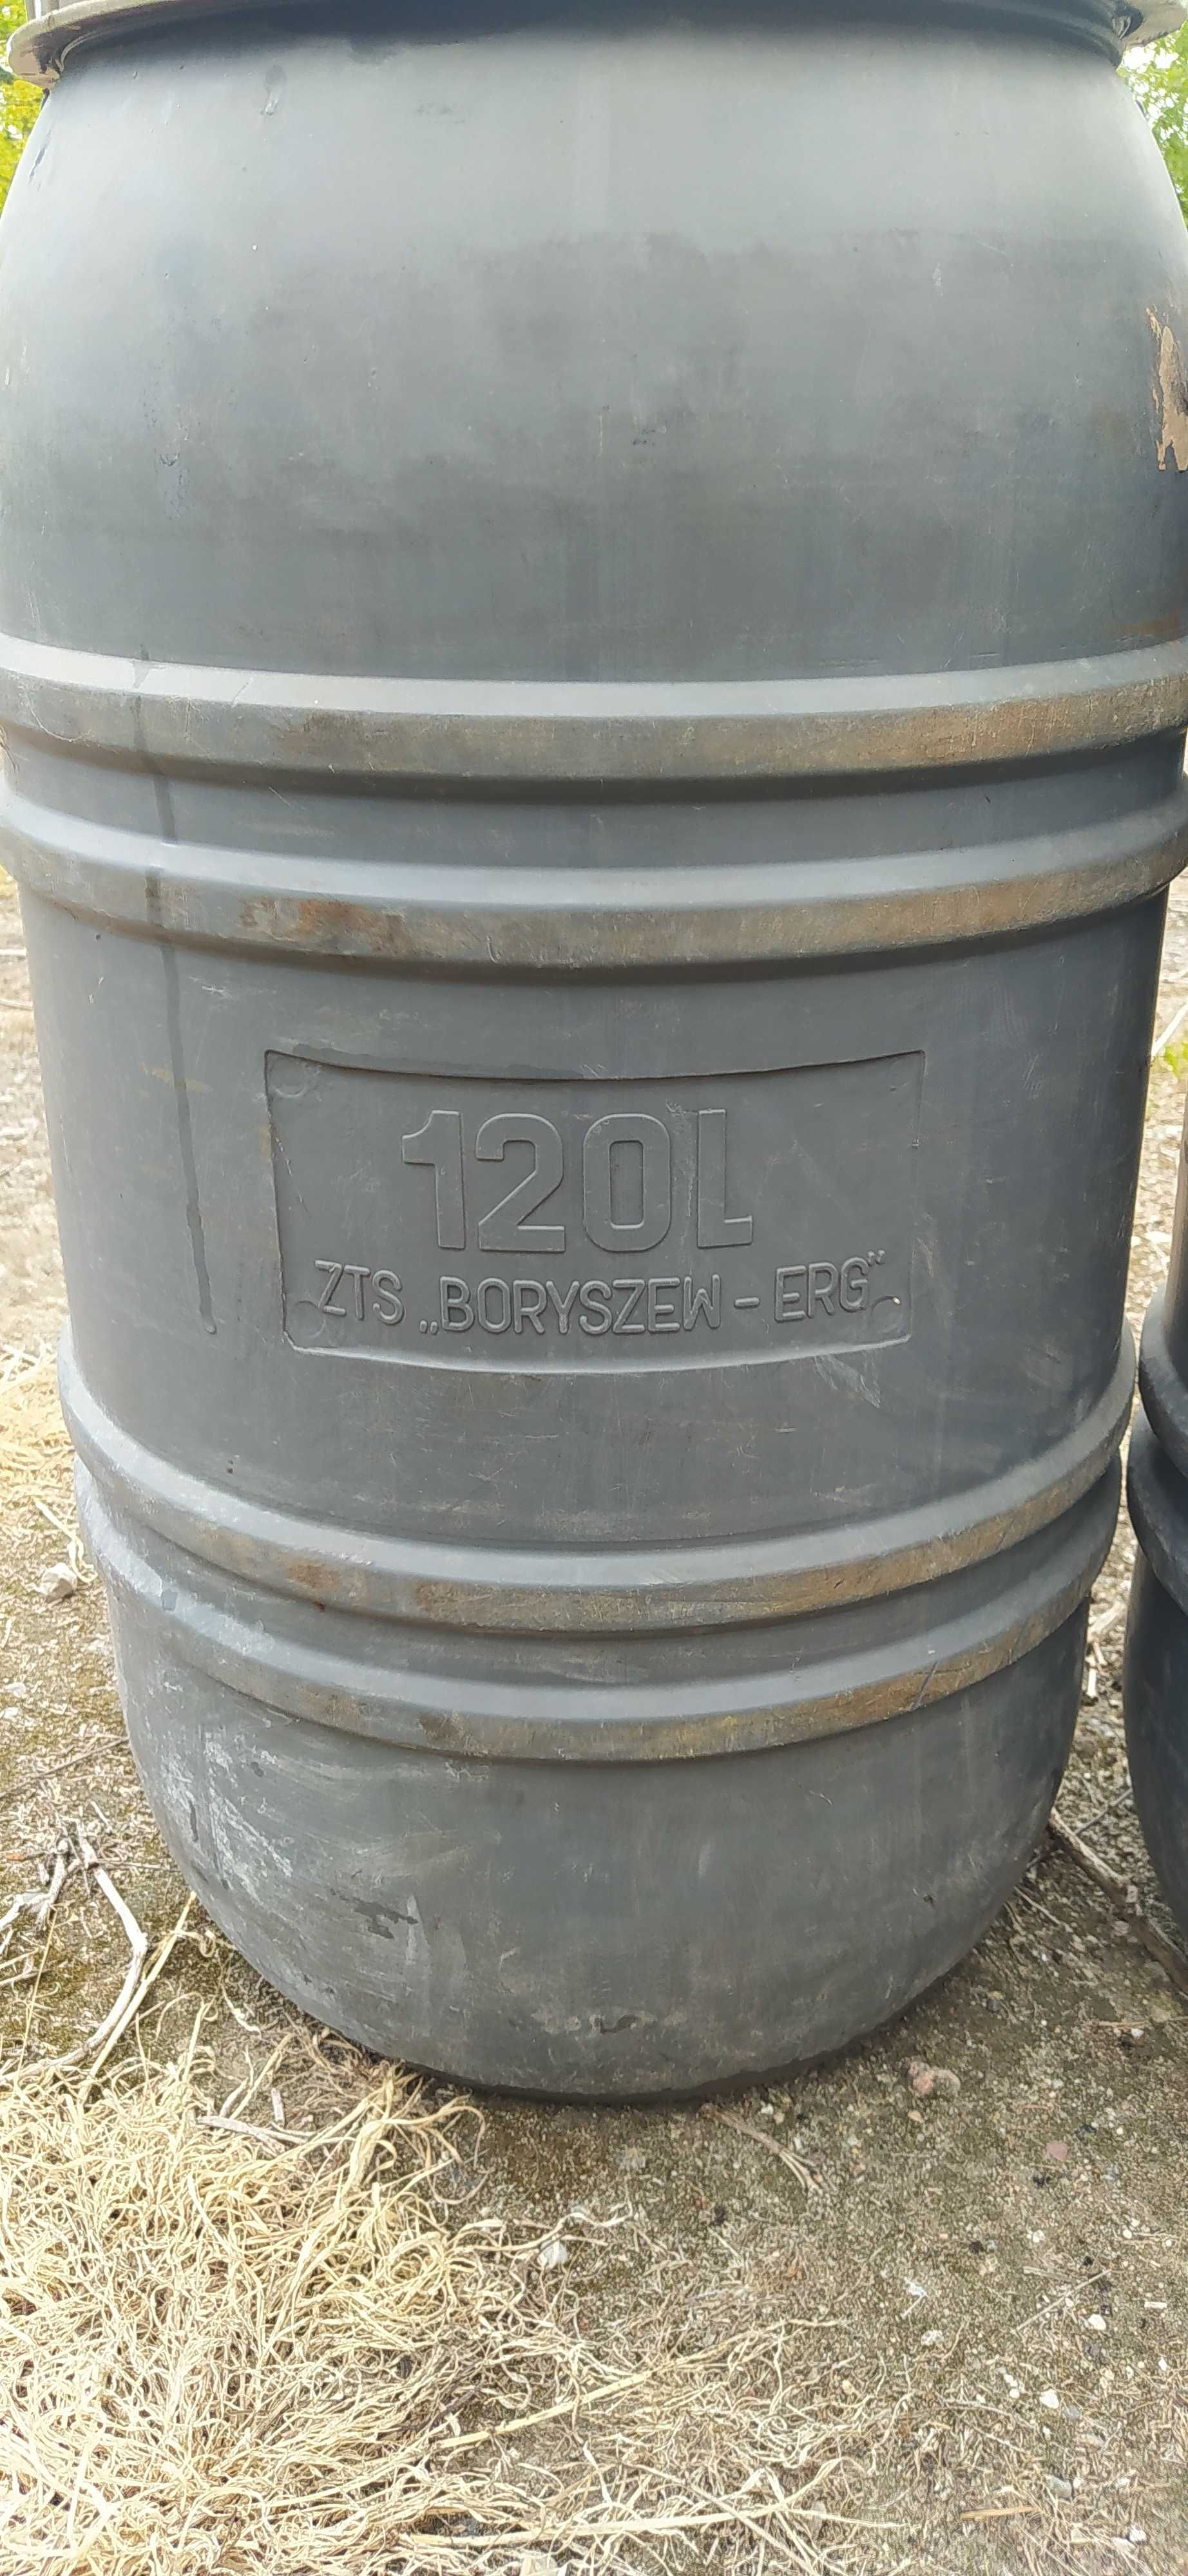 120L
ZTS „BORYSZEW - ERG”